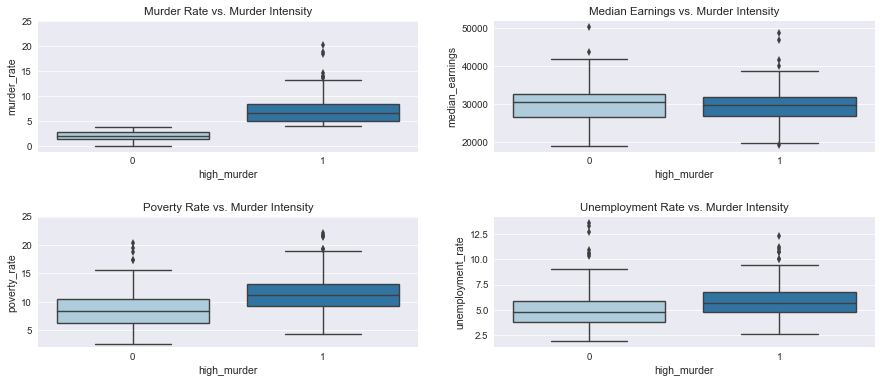 Murder Rate vs. Murder Intensity
25
20
15
10
5
0
murder_rate
0 1
high_murder
Median Earnings vs. Murder Intensity
50000
40000
30000
20000
median_earnings
0 1
high_murder
Poverty Rate vs. Murder Intensity
25
20
15
10
5
poverty_rate
0 1
high_murder
Unemployment Rate vs. Murder Intensity
12.5
10.0
7.5
5.0
2.5
unemployment_rate
0 1
high_murder